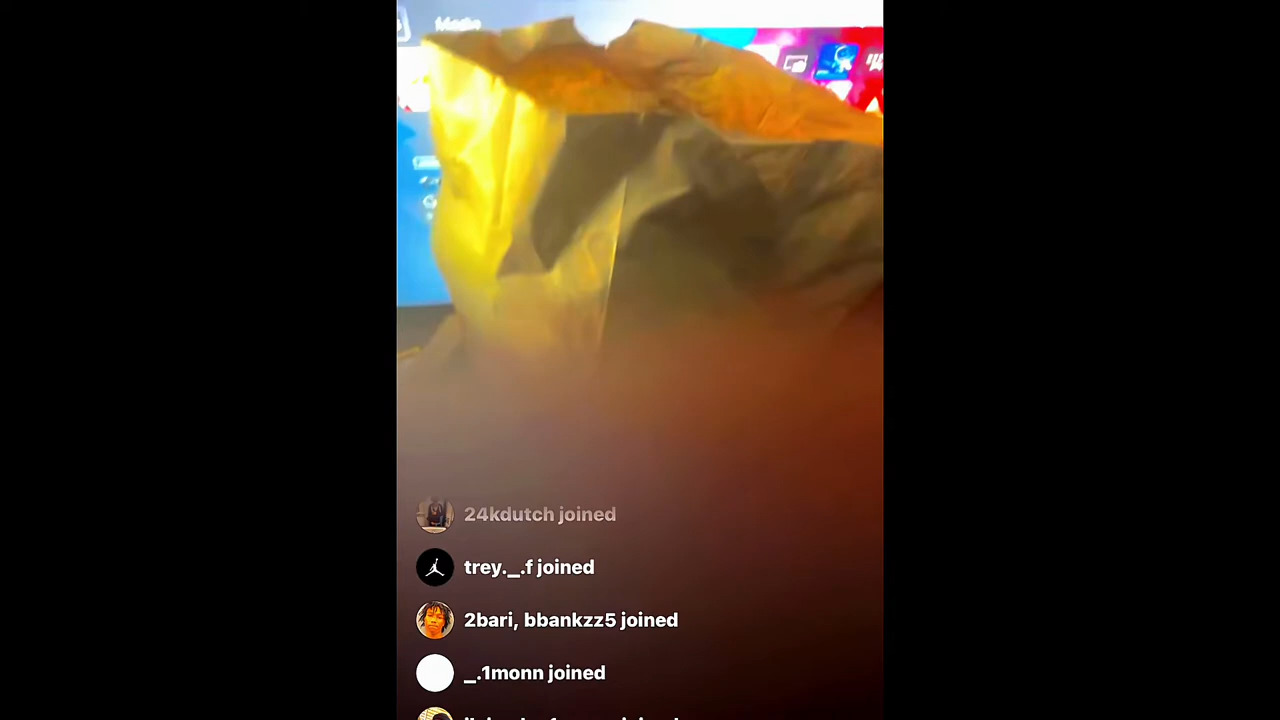 24kdutch joined
trey._.f joined
2bari, bbankzz5 joined
_.1monn joined